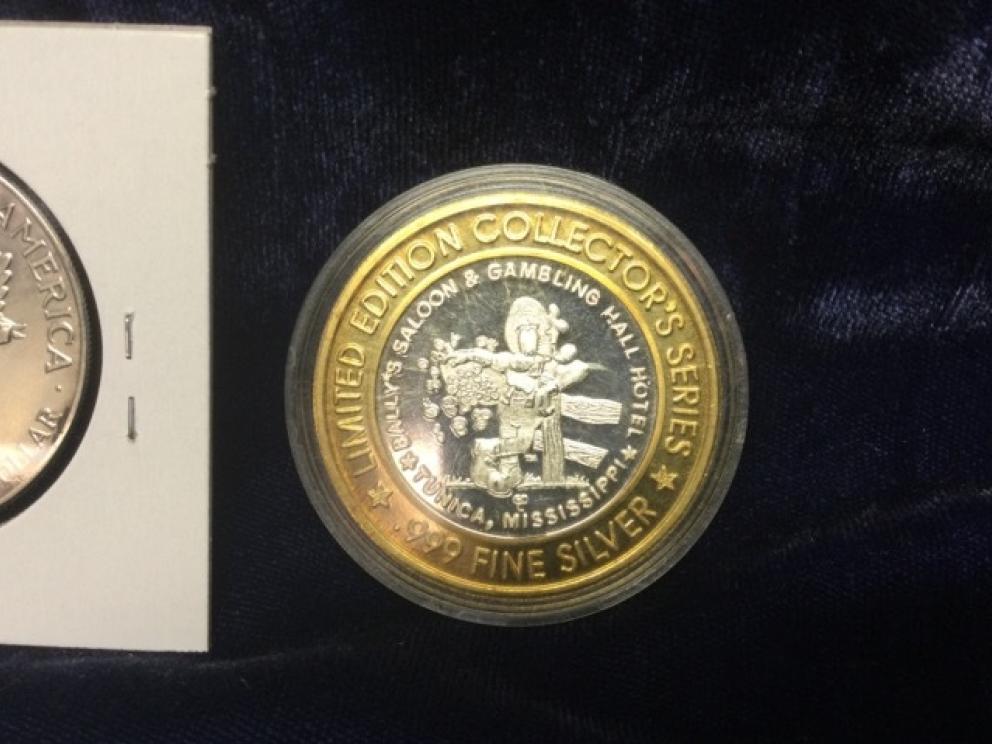 AMERICA ·
LIMITED EDITION COLLECTOR'S SERIES
BALLY'S SALOON & GAMBLING HALL HOTEL
TUNICA, MISSISSIPPI
.999 FINE SILVER